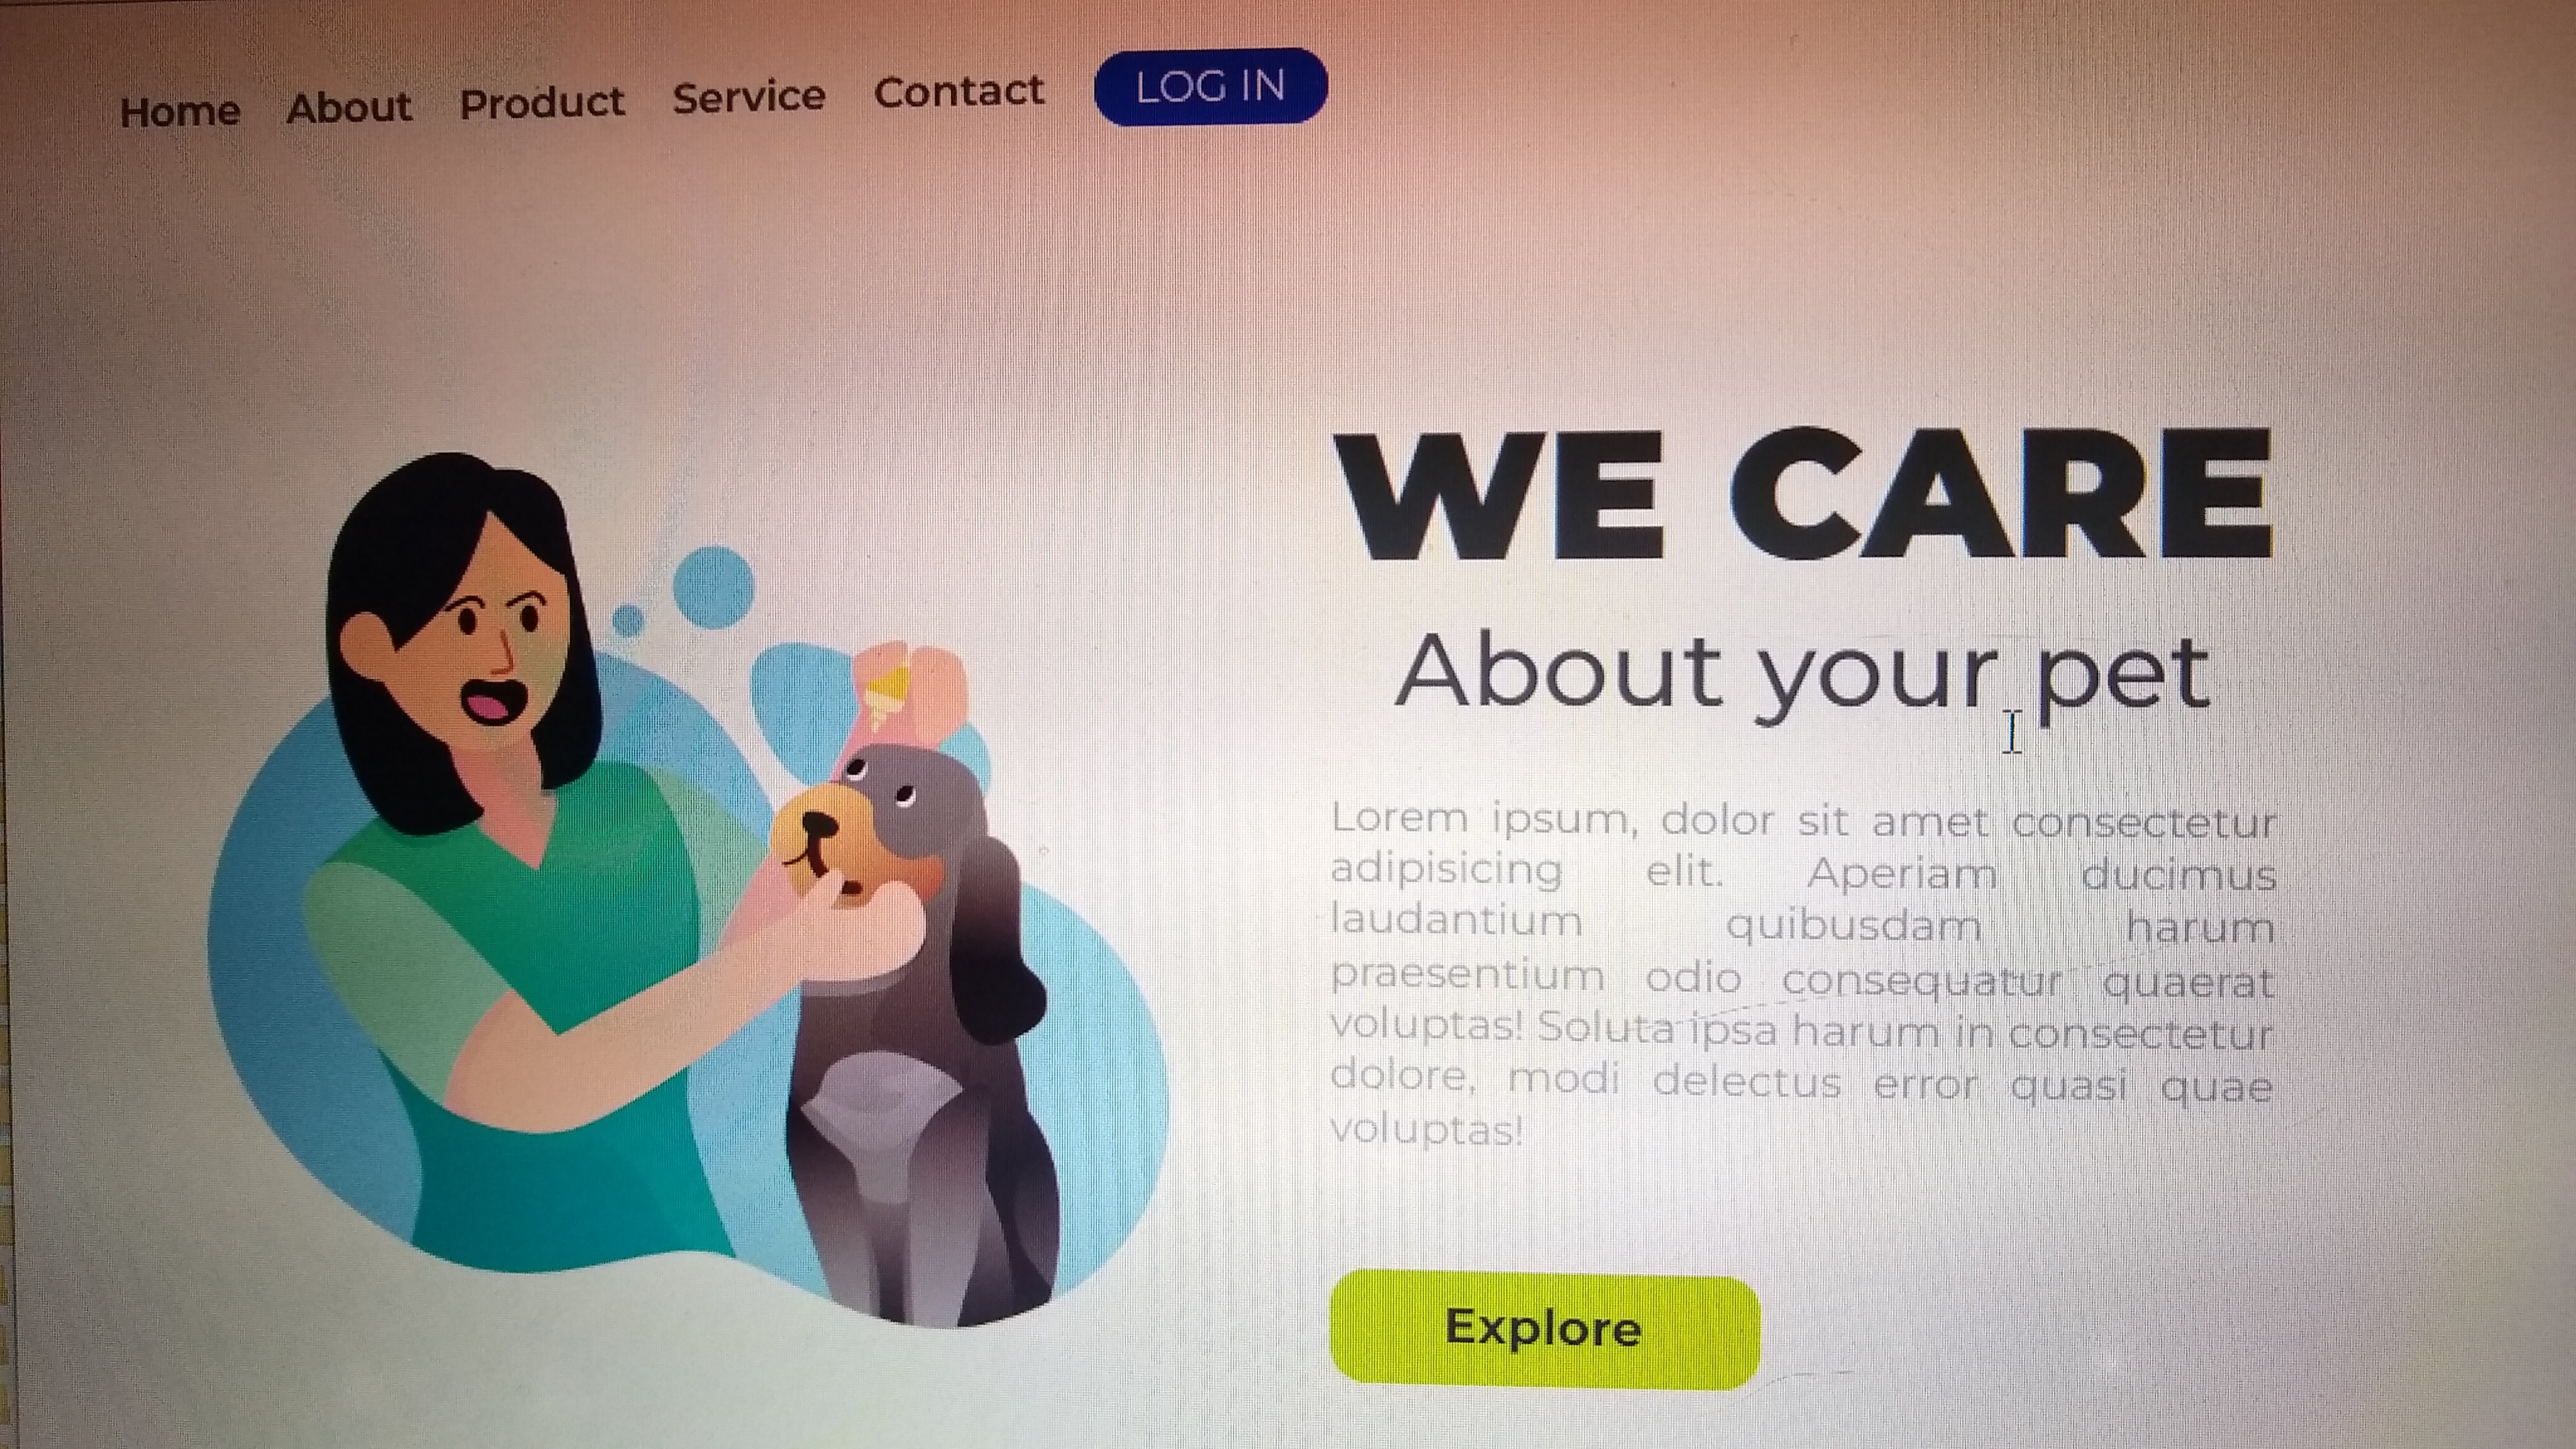 Home About Product Service Contact LOG IN
WE CARE
About your pet
Lorem ipsum, dolor sit amet consectetur
adipisicing elit. Aperiam ducimus
laudantium quibusdam harum
praesentium odio consequatur quaerat
voluptas! Soluta ipsa harum in consectetur
dolore, modi delectus error quasi quae
voluptas!
Explore